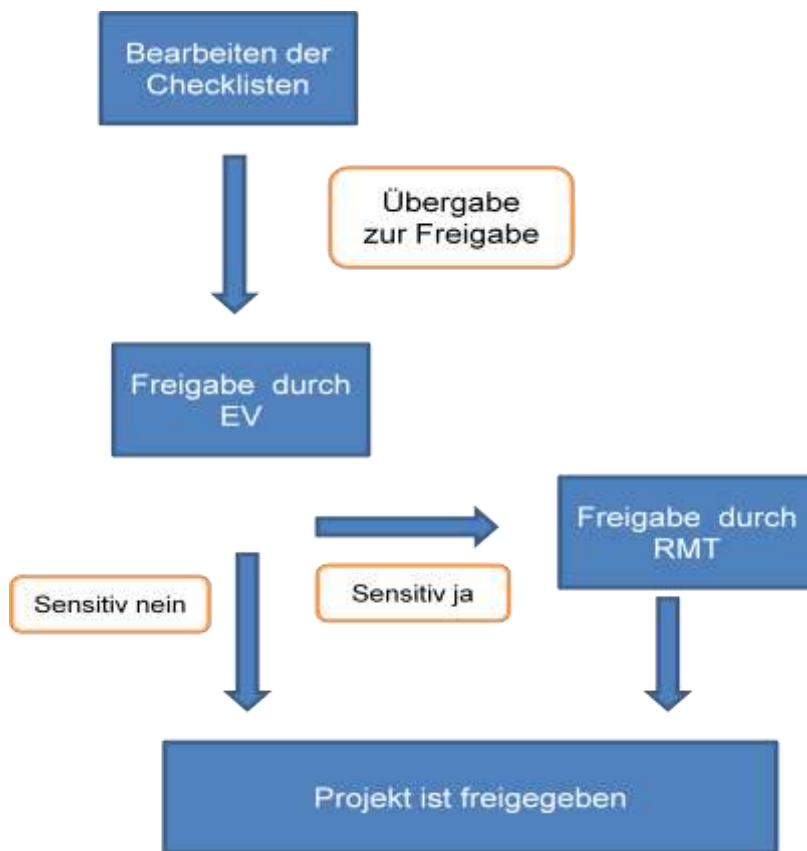 Bearbeiten der
Checklisten
Übergabe
zur Freigabe
Freigabe durch
EV
Freigabe durch
RMT
Sensitiv nein
Sensitiv ja
Projekt ist freigegeben